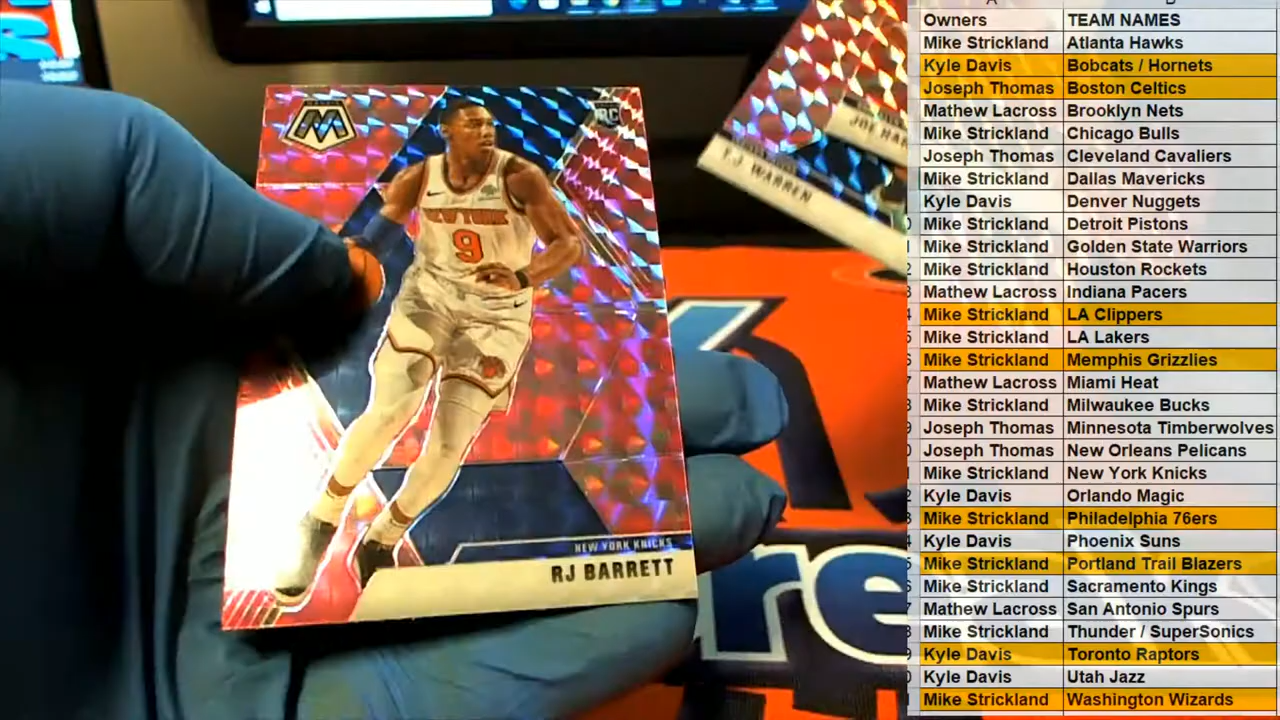 RC
NEW YORK
9
NEW YORK KNICKS
RJ BARRETT
T.J. WARREN
JOE
re
Owners TEAM NAMES
Mike Strickland Atlanta Hawks
Kyle Davis Bobcats / Hornets
Joseph Thomas Boston Celtics
Mathew Lacross Brooklyn Nets
Mike Strickland Chicago Bulls
Joseph Thomas Cleveland Cavaliers
Mike Strickland Dallas Mavericks
Kyle Davis Denver Nuggets
Mike Strickland Detroit Pistons
Mike Strickland Golden State Warriors
Mike Strickland Houston Rockets
Mathew Lacross Indiana Pacers
Mike Strickland LA Clippers
Mike Strickland LA Lakers
Mike Strickland Memphis Grizzlies
Mathew Lacross Miami Heat
Mike Strickland Milwaukee Bucks
Joseph Thomas Minnesota Timberwolves
Joseph Thomas New Orleans Pelicans
Mike Strickland New York Knicks
Kyle Davis Orlando Magic
Mike Strickland Philadelphia 76ers
Kyle Davis Phoenix Suns
Mike Strickland Portland Trail Blazers
Mike Strickland Sacramento Kings
Mathew Lacross San Antonio Spurs
Mike Strickland Thunder / SuperSonics
Kyle Davis Toronto Raptors
Kyle Davis Utah Jazz
Mike Strickland Washington Wizards